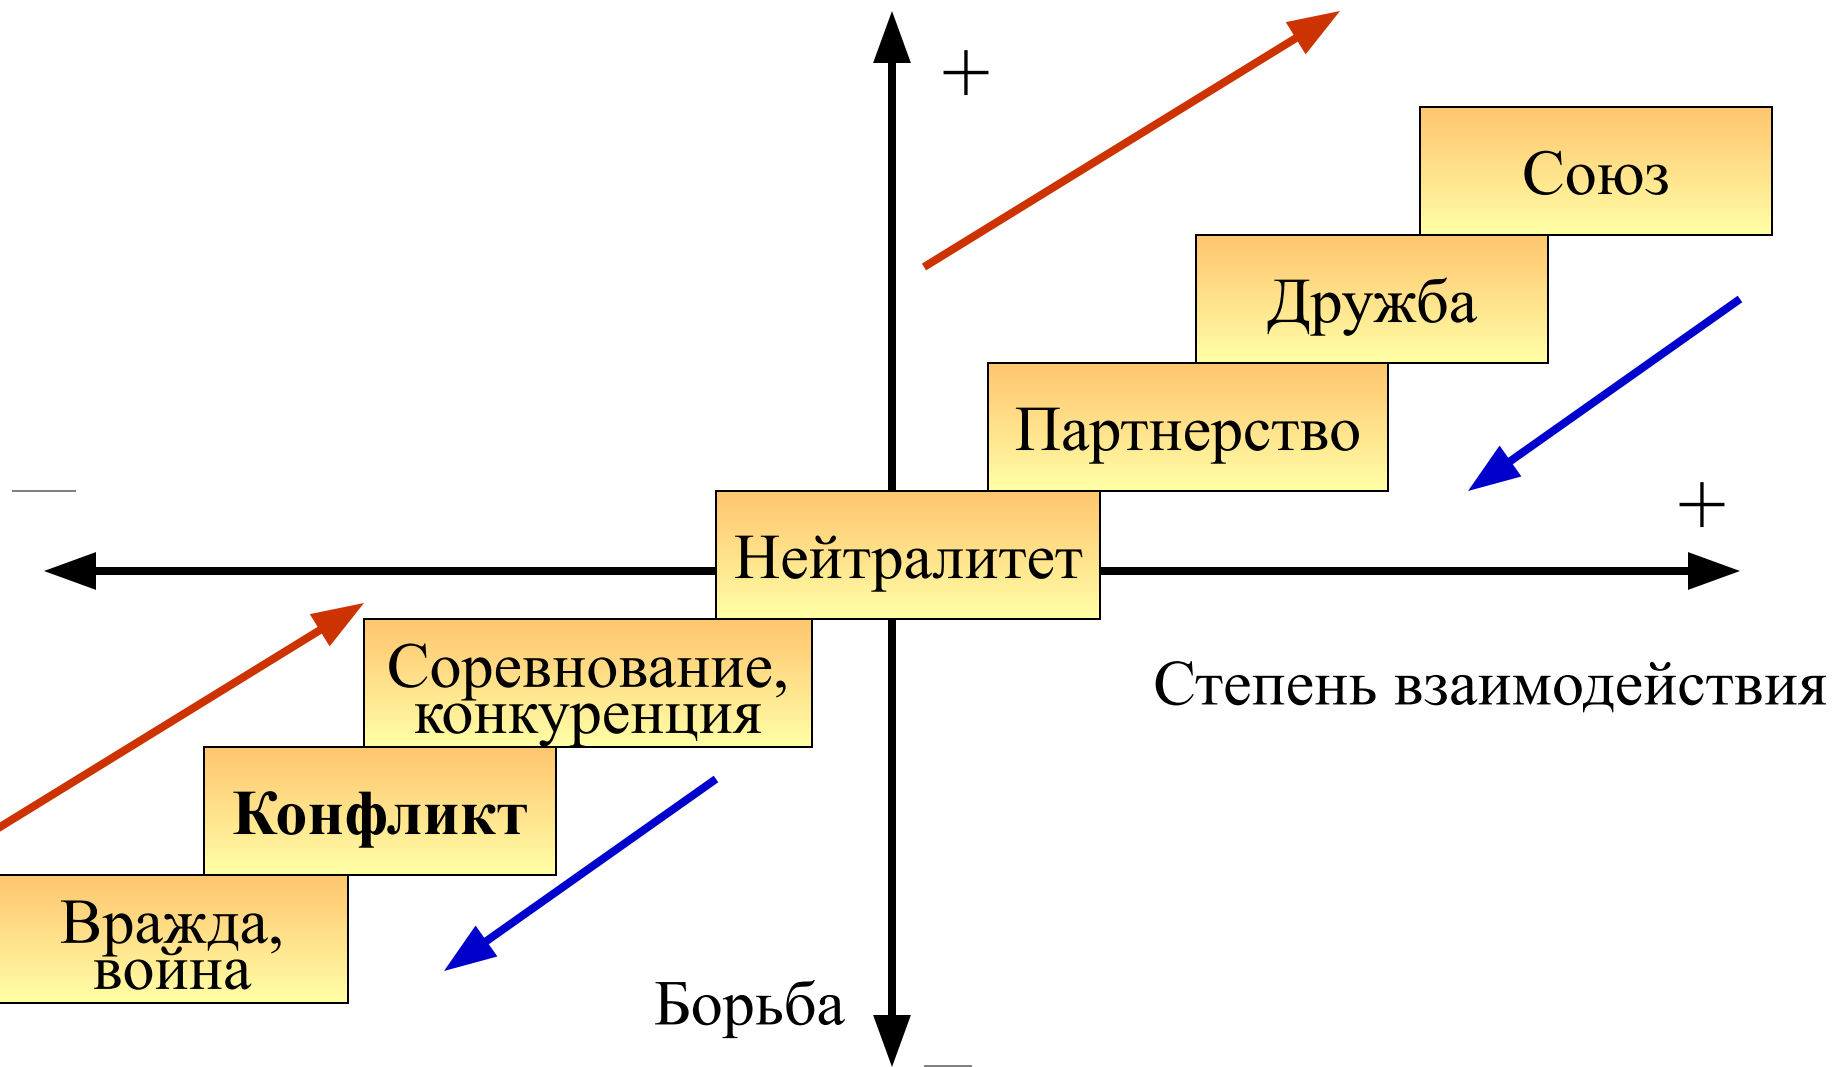 +
Союз
Дружба
Партнерство
—
+
Нейтралитет
Соревнование,
конкуренция
Степень взаимодействия
Конфликт
Вражда,
война
Борьба
—